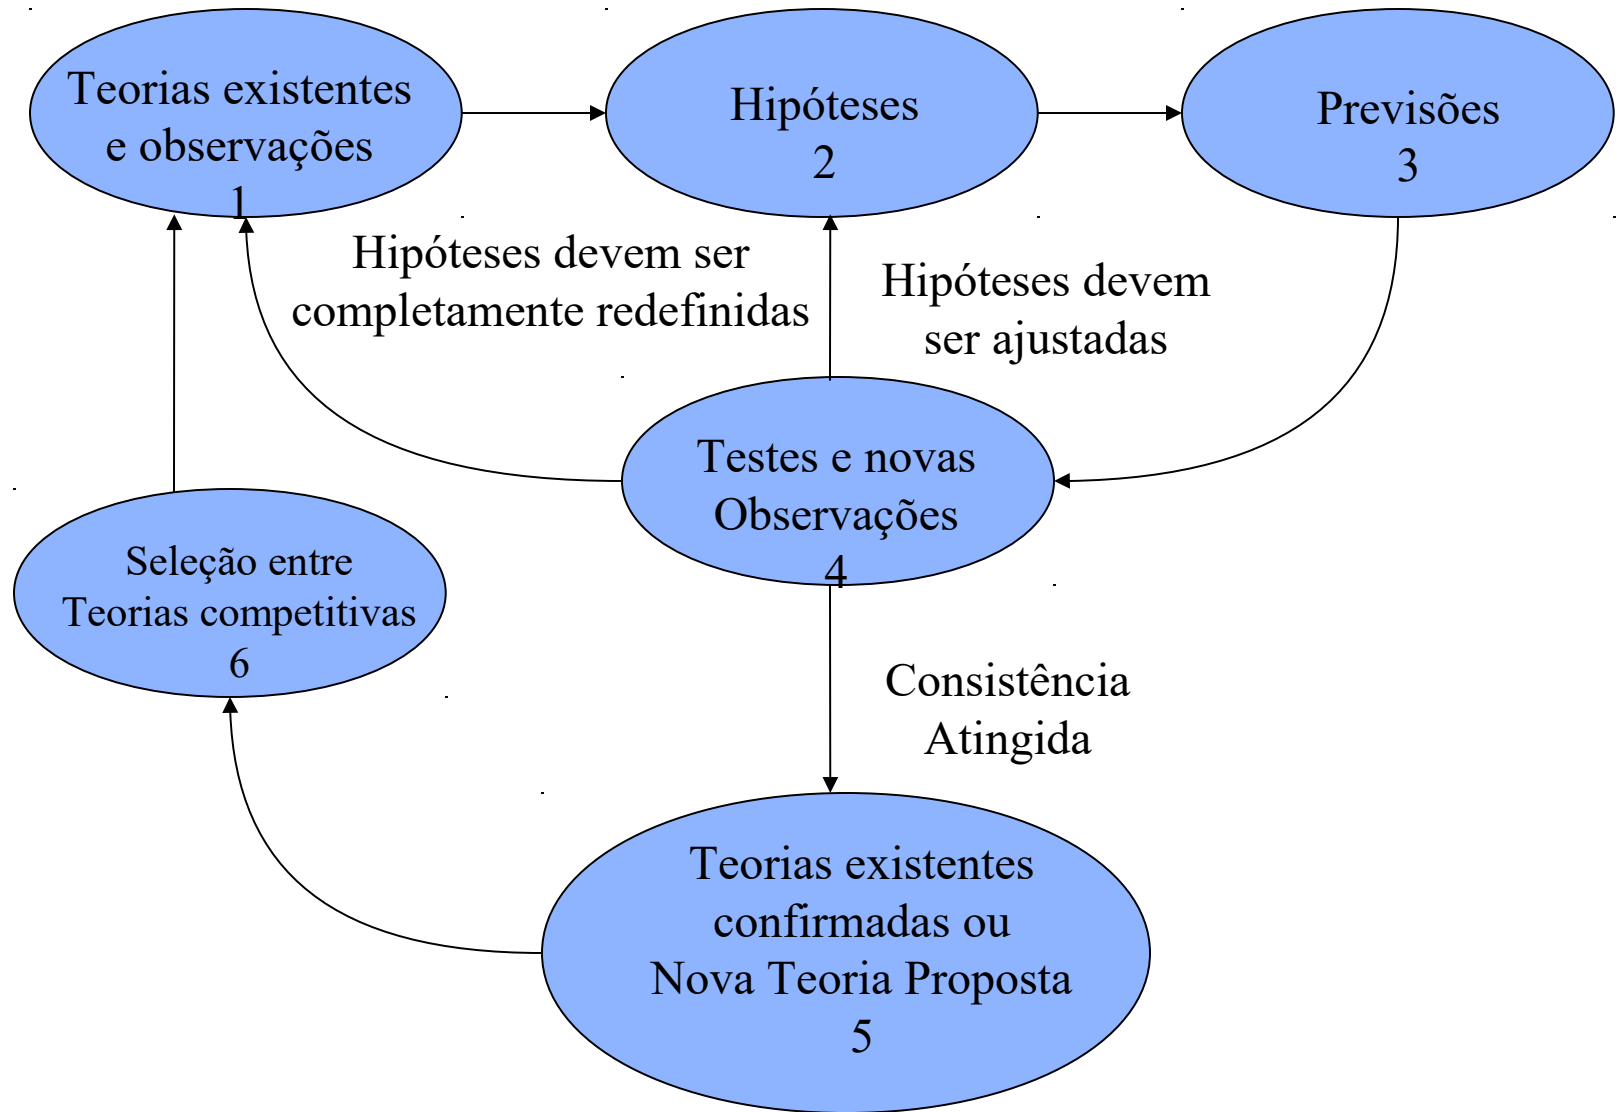 Teorias existentes
e observações
1
Hipóteses
2
Previsões
3
Hipóteses devem ser
completamente redefinidas
Hipóteses devem
ser ajustadas
Testes e novas
Observações
4
Seleção entre
Teorias competitivas
6
Consistência
Atingida
Teorias existentes
confirmadas ou
Nova Teoria Proposta
5